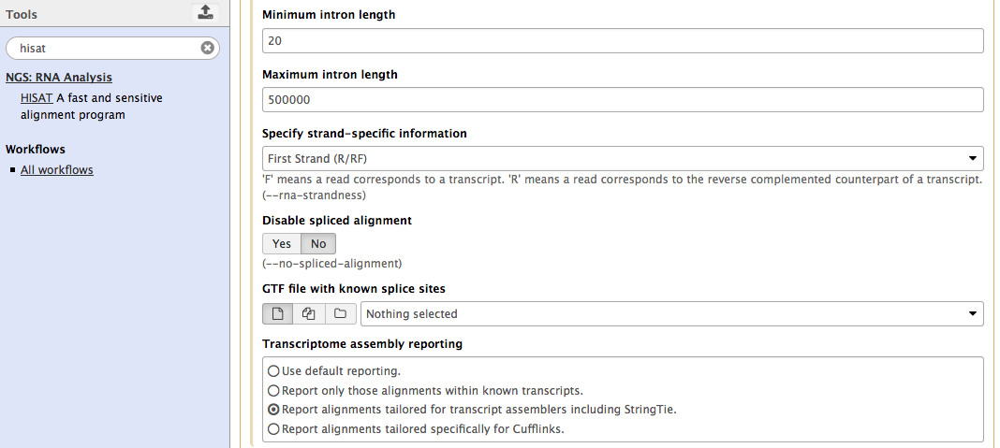 Tools
hisat
NGS: RNA Analysis
HISAT A fast and sensitive
alignment program
Workflows
All workflows
Minimum intron length
20
Maximum intron length
500000
Specify strand-specific information
First Strand (R/RF)
'F' means a read corresponds to a transcript. 'R' means a read corresponds to the reverse complemented counterpart of a transcript.
(--rna-strandness)
Disable spliced alignment
Yes No
(--no-spliced-alignment)
GTF file with known splice sites
Nothing selected
Transcriptome assembly reporting
Use default reporting.
Report only those alignments within known transcripts.
Report alignments tailored for transcript assemblers including StringTie.
Report alignments tailored specifically for Cufflinks.